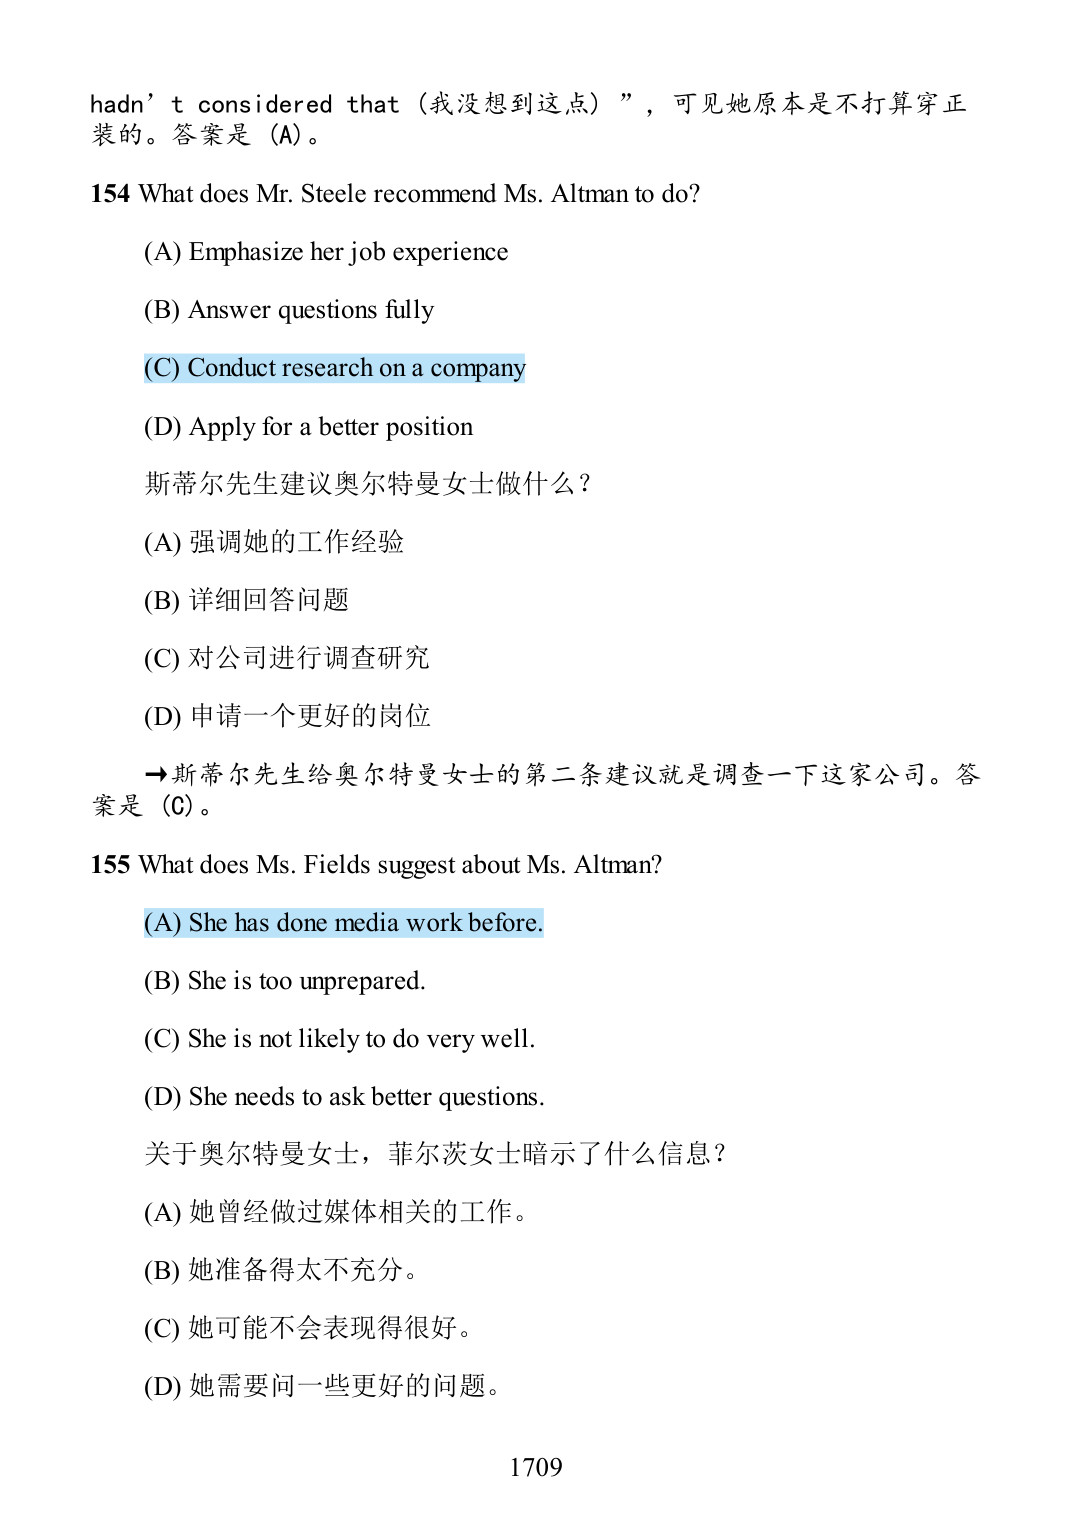 hadn’t considered that (我没想到这点) ”, 可见她原本是不打算穿正
装的。答案是 (A)。
154 What does Mr. Steele recommend Ms. Altman to do?
(A) Emphasize her job experience
(B) Answer questions fully
(C) Conduct research on a company
(D) Apply for a better position
斯蒂尔先生建议奥尔特曼女士做什么？
(A) 强调她的工作经验
(B) 详细回答问题
(C) 对公司进行调查研究
(D) 申请一个更好的岗位
→斯蒂尔先生给奥尔特曼女士的第二条建议就是调查一下这家公司。答
案是 (C)。
155 What does Ms. Fields suggest about Ms. Altman?
(A) She has done media work before.
(B) She is too unprepared.
(C) She is not likely to do very well.
(D) She needs to ask better questions.
关于奥尔特曼女士，菲尔茨女士暗示了什么信息？
(A) 她曾经做过媒体相关的工作。
(B) 她准备得太不充分。
(C) 她可能不会表现得很好。
(D) 她需要问一些更好的问题。
1709